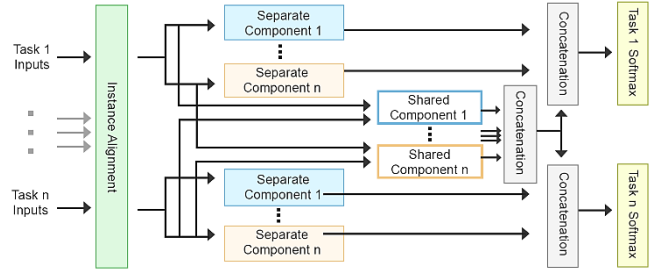 Task 1
Inputs
Task n
Inputs
Instance Alignment
Separate
Component 1
Separate
Component n
Separate
Component 1
Separate
Component n
Shared
Component 1
Shared
Component n
Concatenation
Concatenation
Concatenation
Task 1 Softmax
Task n Softmax